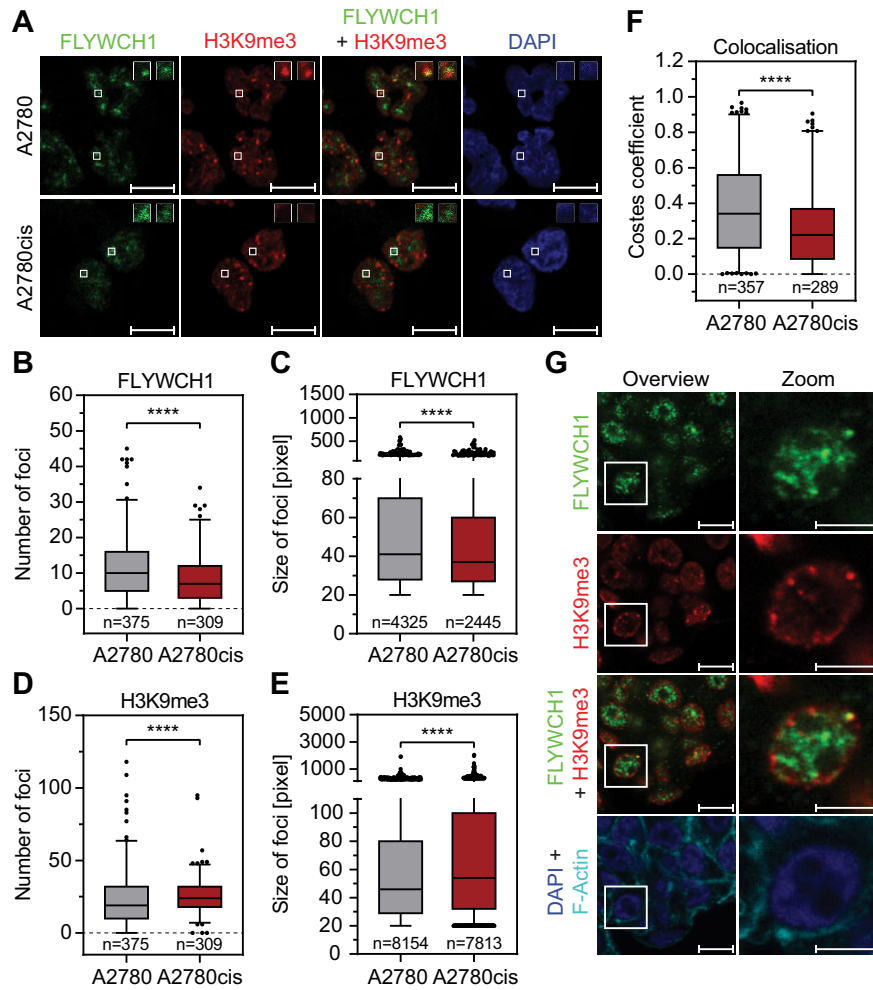 A
FLYWCH1
H3K9me3
FLYWCH1
+ H3K9me3
DAPI
A2780
A2780cis
B
FLYWCH1
Number of foci
60
50
40
30
20
10
0
****
n=375 n=309
A2780 A2780cis
C
FLYWCH1
Size of foci [pixel]
1500
1000
500
80
60
40
20
****
n=4325 n=2445
A2780 A2780cis
D
H3K9me3
Number of foci
150
100
50
0
****
n=375 n=309
A2780 A2780cis
E
H3K9me3
Size of foci [pixel]
5000
3000
1000
100
80
60
40
20
****
n=8154 n=7813
A2780 A2780cis
F
Colocalisation
Costes coefficient
1.2
1.0
0.8
0.6
0.4
0.2
0.0
****
n=357 n=289
A2780 A2780cis
G
Overview Zoom
FLYWCH1
H3K9me3
FLYWCH1
+ H3K9me3
DAPI +
F-Actin